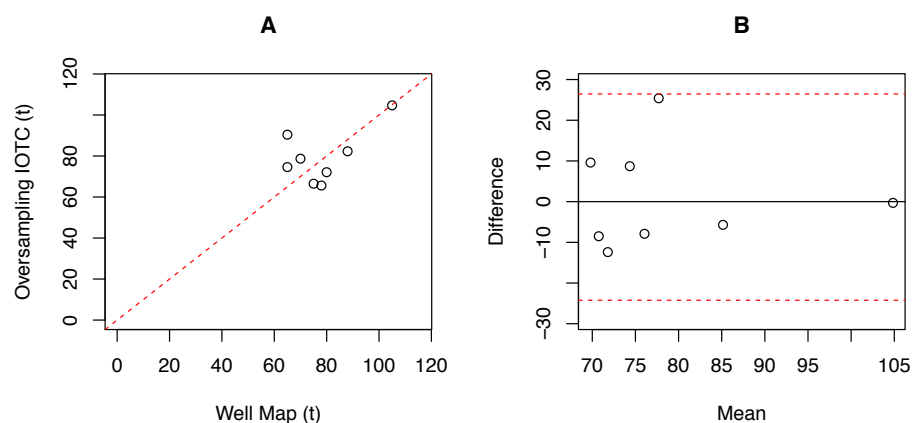 A
Oversampling IOTC (t)
120
80
60
40
20
0
0 20 40 60 80 100 120
Well Map (t)
B
Difference
30
20
10
0
−10
−30
70 75 80 85 90 95 105
Mean